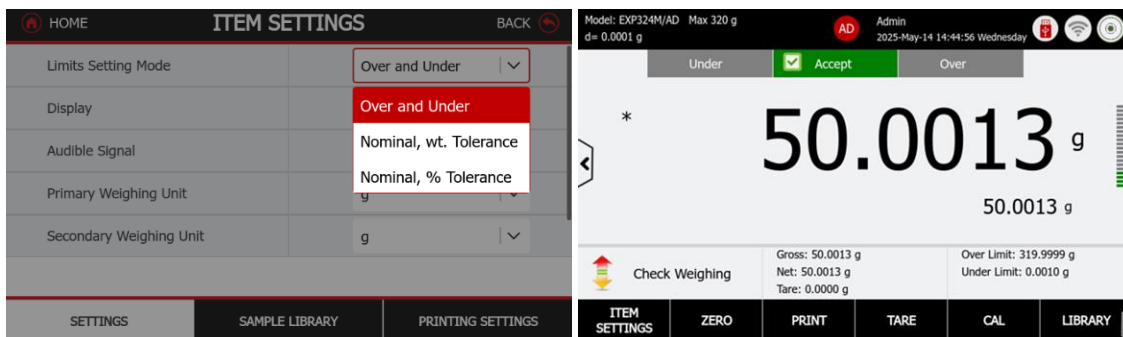 HOME ITEM SETTINGS BACK
Limits Setting Mode Over and Under
Display Over and Under
Audible Signal Nominal, wt. Tolerance
Nominal, % Tolerance
Primary Weighing Unit g
Secondary Weighing Unit g
SETTINGS SAMPLE LIBRARY PRINTING SETTINGS
Model: EXP324M/AD Max 320 g
d= 0.0001 g
AD
Admin
2025-May-14 14:44:56 Wednesday
Under Accept Over
* 50.0013 g
50.0013 g
Check Weighing
Gross: 50.0013 g
Net: 50.0013 g
Tare: 0.0000 g
Over Limit: 319.9999 g
Under Limit: 0.0010 g
ITEM
SETTINGS ZERO PRINT TARE CAL LIBRARY